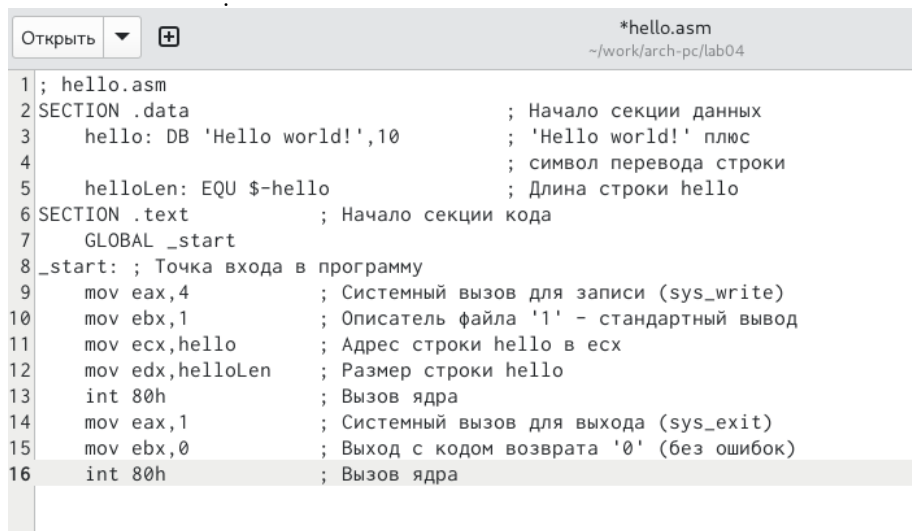 Открыть
*hello.asm
~/work/arch-pc/lab04
1 ; hello.asm
2 SECTION .data ; Начало секции данных
3 hello: DB 'Hello world!',10 ; 'Hello world!' плюс
4 ; символ перевода строки
5 helloLen: EQU $-hello ; Длина строки hello
6 SECTION .text ; Начало секции кода
7 GLOBAL _start
8 _start: ; Точка входа в программу
9 mov eax,4 ; Системный вызов для записи (sys_write)
10 mov ebx,1 ; Описатель файла '1' - стандартный вывод
11 mov ecx,hello ; Адрес строки hello в ecx
12 mov edx,helloLen ; Размер строки hello
13 int 80h ; Вызов ядра
14 mov eax,1 ; Системный вызов для выхода (sys_exit)
15 mov ebx,0 ; Выход с кодом возврата '0' (без ошибок)
16 int 80h ; Вызов ядра